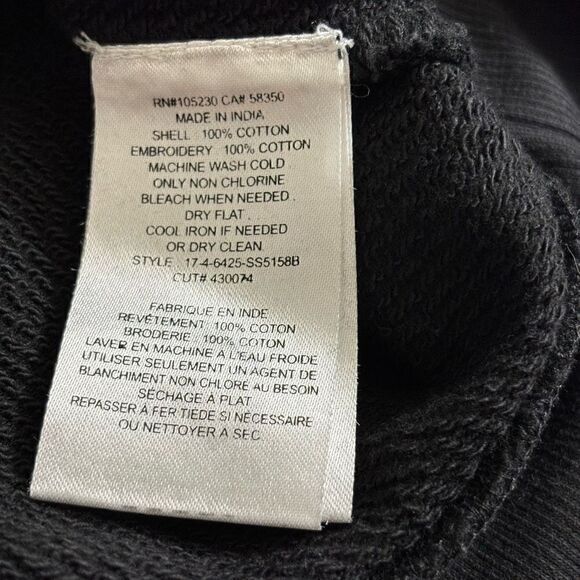 RN#105230 CA# 58350
MADE IN INDIA
SHELL : 100% COTTON
EMBROIDERY : 100% COTTON
MACHINE WASH COLD .
ONLY NON CHLORINE
BLEACH WHEN NEEDED .
DRY FLAT .
COOL IRON IF NEEDED
OR DRY CLEAN.
STYLE : 17-4-6425-SS5158B
CUT# 430074
FABRIQUE EN INDE
REVÊTEMENT : 100% COTON
BRODERIE : 100% COTON
LAVER EN MACHINE A L'EAU FROIDE
UTILISER SEULEMENT UN AGENT DE
BLANCHIMENT NON CHLORÉ AU BESOIN
SÉCHAGE À PLAT
REPASSER À FER TIÈDE SI NÉCESSAIRE
OU NETTOYER A SEC